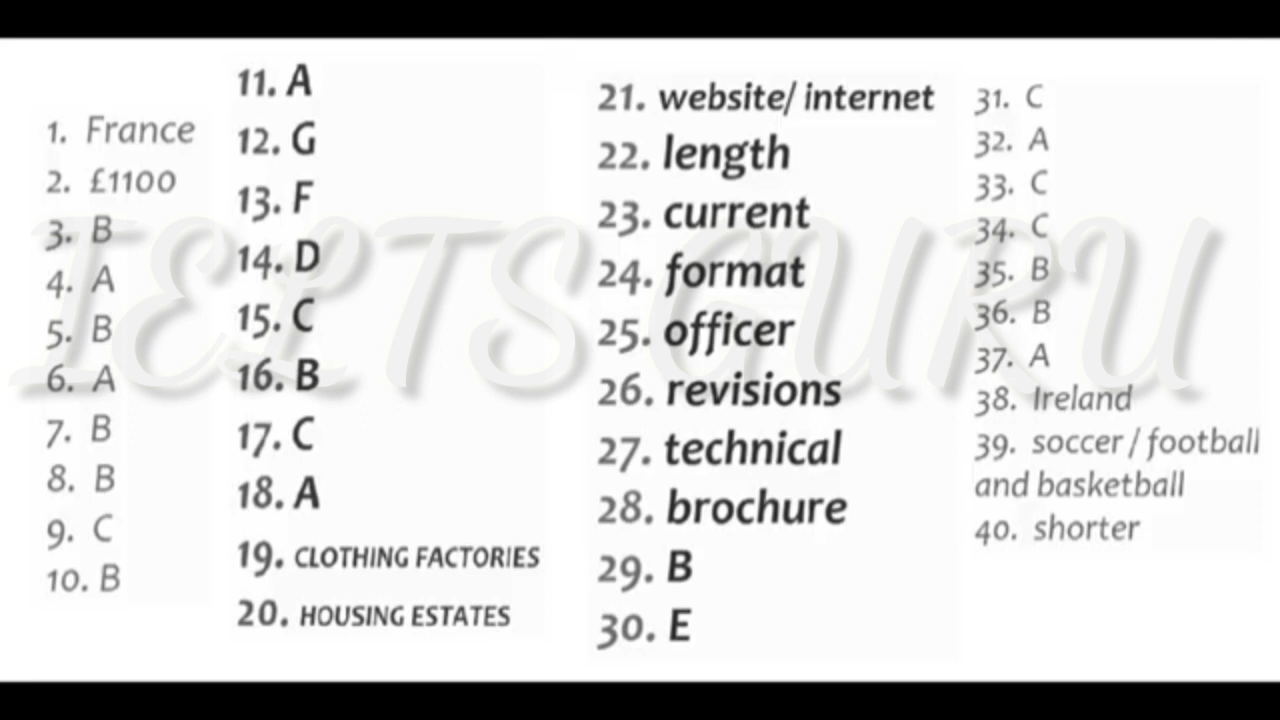 1. France
2. £1100
3. B
4. A
5. B
6. A
7. B
8. B
9. C
10. B
11. A
12. G
13. F
14. D
15. C
16. B
17. C
18. A
19. CLOTHING FACTORIES
20. HOUSING ESTATES
21. website/ internet
22. length
23. current
24. format
25. officer
26. revisions
27. technical
28. brochure
29. B
30. E
31. C
32. A
33. C
34. C
35. B
36. B
37. A
38. Ireland
39. soccer / football
and basketball
40. shorter
IELTS GURU